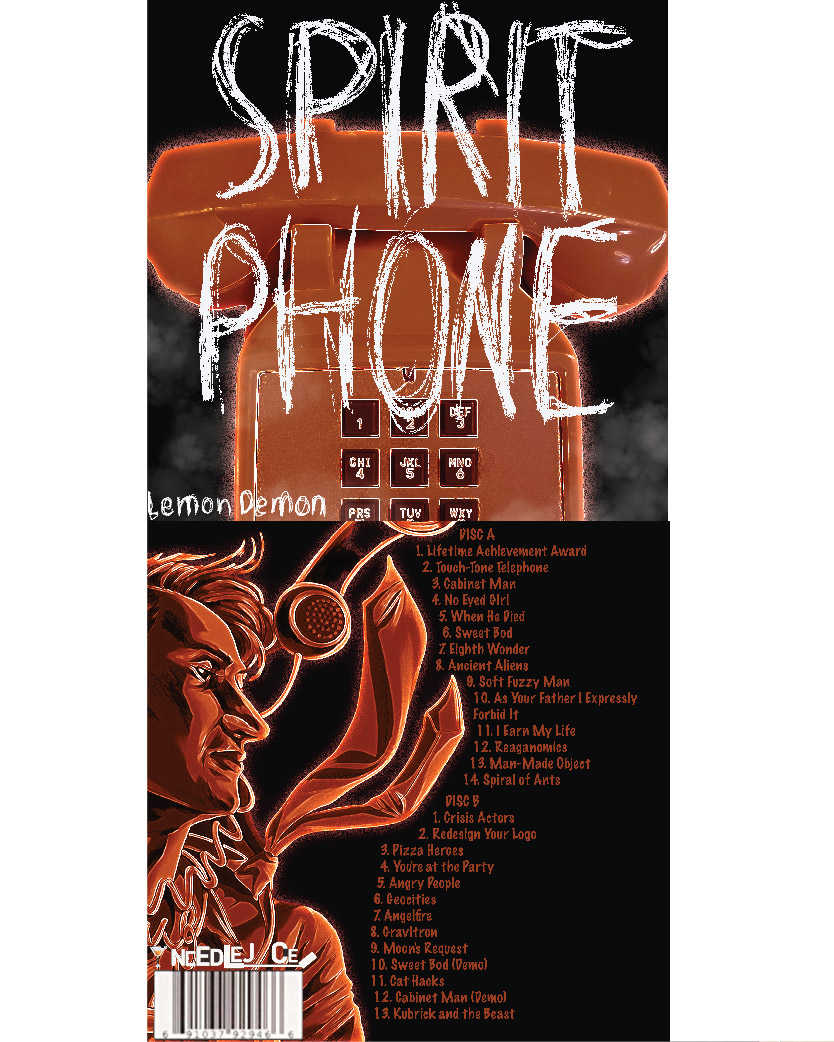 SPIRIT
PHONE
1 2 DEF 3
GHI 4 JKL 5 MNO 6
PRS TUV WXY
Lemon Demon
DISC A
1. Lifetime Achievement Award
2. Touch-Tone Telephone
3. Cabinet Man
4. No Eyed Girl
5. When He Died
6. Sweet Bod
7. Eighth Wonder
8. Ancient Aliens
9. Soft Fuzzy Man
10. As Your Father I Expressly
Forbid It
11. I Earn My Life
12. Reaganomics
13. Man-Made Object
14. Spiral of Ants
DISC B
1. Crisis Actors
2. Redesign Your Logo
3. Pizza Heroes
4. You're at the Party
5. Angry People
6. Geocities
7. Angelfire
8. Gravitron
9. Moon's Request
10. Sweet Bod (Demo)
11. Cat Hacks
12. Cabinet Man (Demo)
13. Kubrick and the Beast
NEEDLEJ CE
6 91037 92946 6